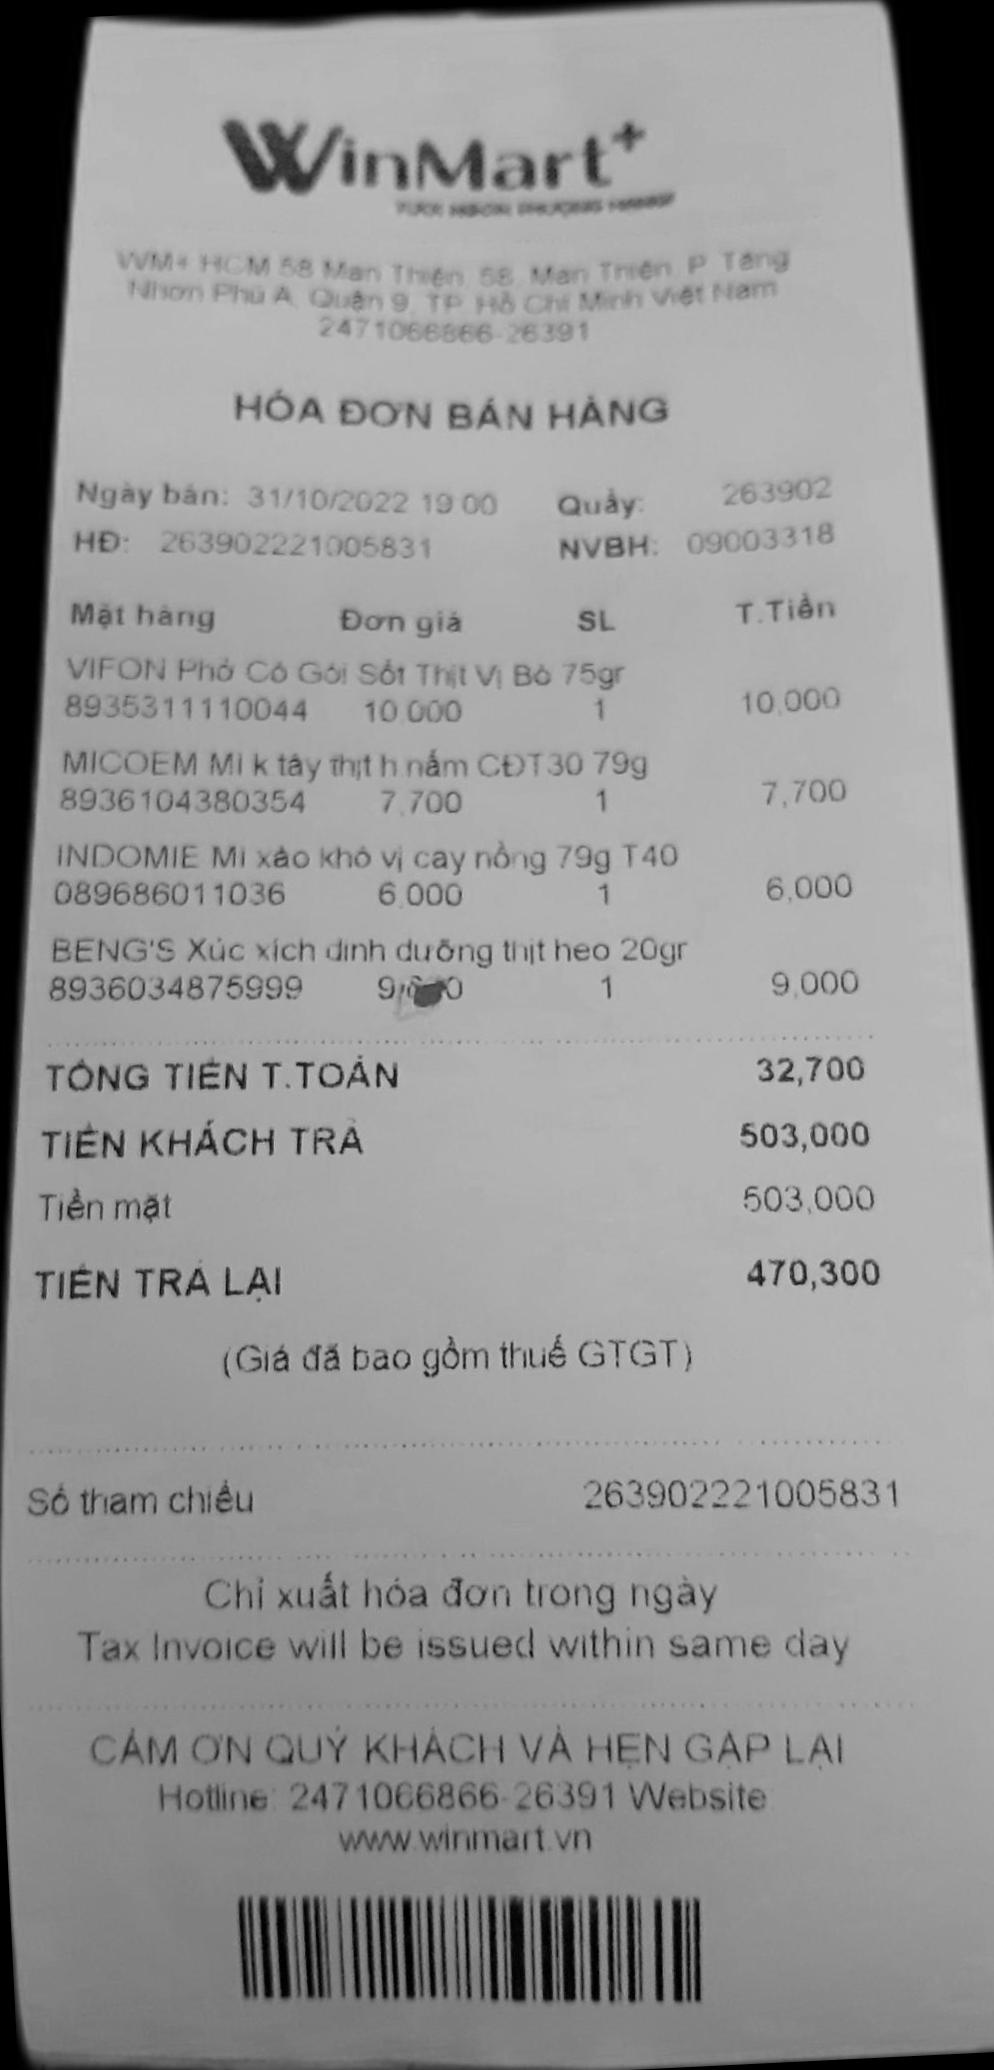 WinMart+
WM+ HCM 58 Man Thiện, 58, Man Thiện, P. Tăng
Nhơn Phú A, Quận 9, TP. Hồ Chí Minh Việt Nam
2471066866-26391
HÓA ĐƠN BÁN HÀNG
Ngày bán: 31/10/2022 19:00 Quầy: 263902
HĐ: 263902221005831 NVBH: 09003318
Mặt hàng Đơn giá SL T.Tiền
VIFON Phở Có Gói Sốt Thịt Vị Bò 75gr
8935311110044 10,000 1 10,000
MICOEM Mì k.tây thịt h.nấm CĐT30 79g
8936104380354 7,700 1 7,700
INDOMIE Mì xào khô vị cay nồng 79g T40
089686011036 6,000 1 6,000
BENG'S Xúc xích dinh dưỡng thịt heo 20gr
8936034875999 1 9,000
TỔNG TIỀN T.TOÁN 32,700
TIỀN KHÁCH TRẢ 503,000
Tiền mặt 503,000
TIỀN TRẢ LẠI 470,300
(Giá đã bao gồm thuế GTGT)
Số tham chiếu 263902221005831
Chỉ xuất hóa đơn trong ngày
Tax Invoice will be issued within same day
CẢM ƠN QUÝ KHÁCH VÀ HẸN GẶP LẠI
Hotline: 2471066866-26391 Website:
www.winmart.vn